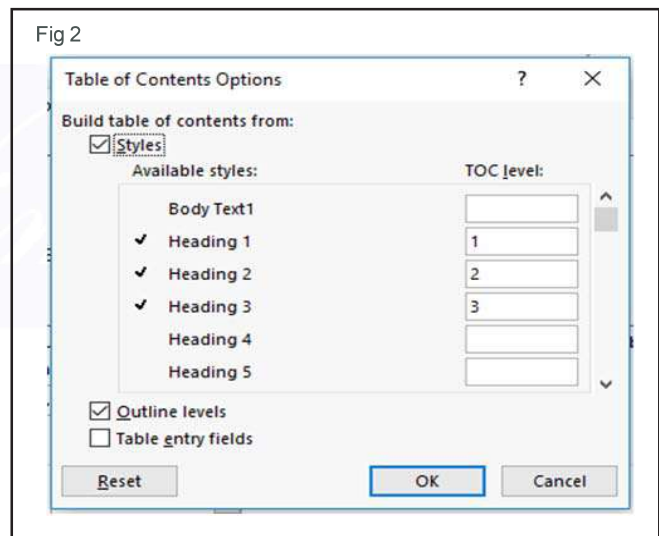 Fig 2
Table of Contents Options ?
Build table of contents from:
Styles
Available styles: TOC level:
Body Text1
Heading 1 1
Heading 2 2
Heading 3 3
Heading 4
Heading 5
Outline levels
Table entry fields
Reset OK Cancel